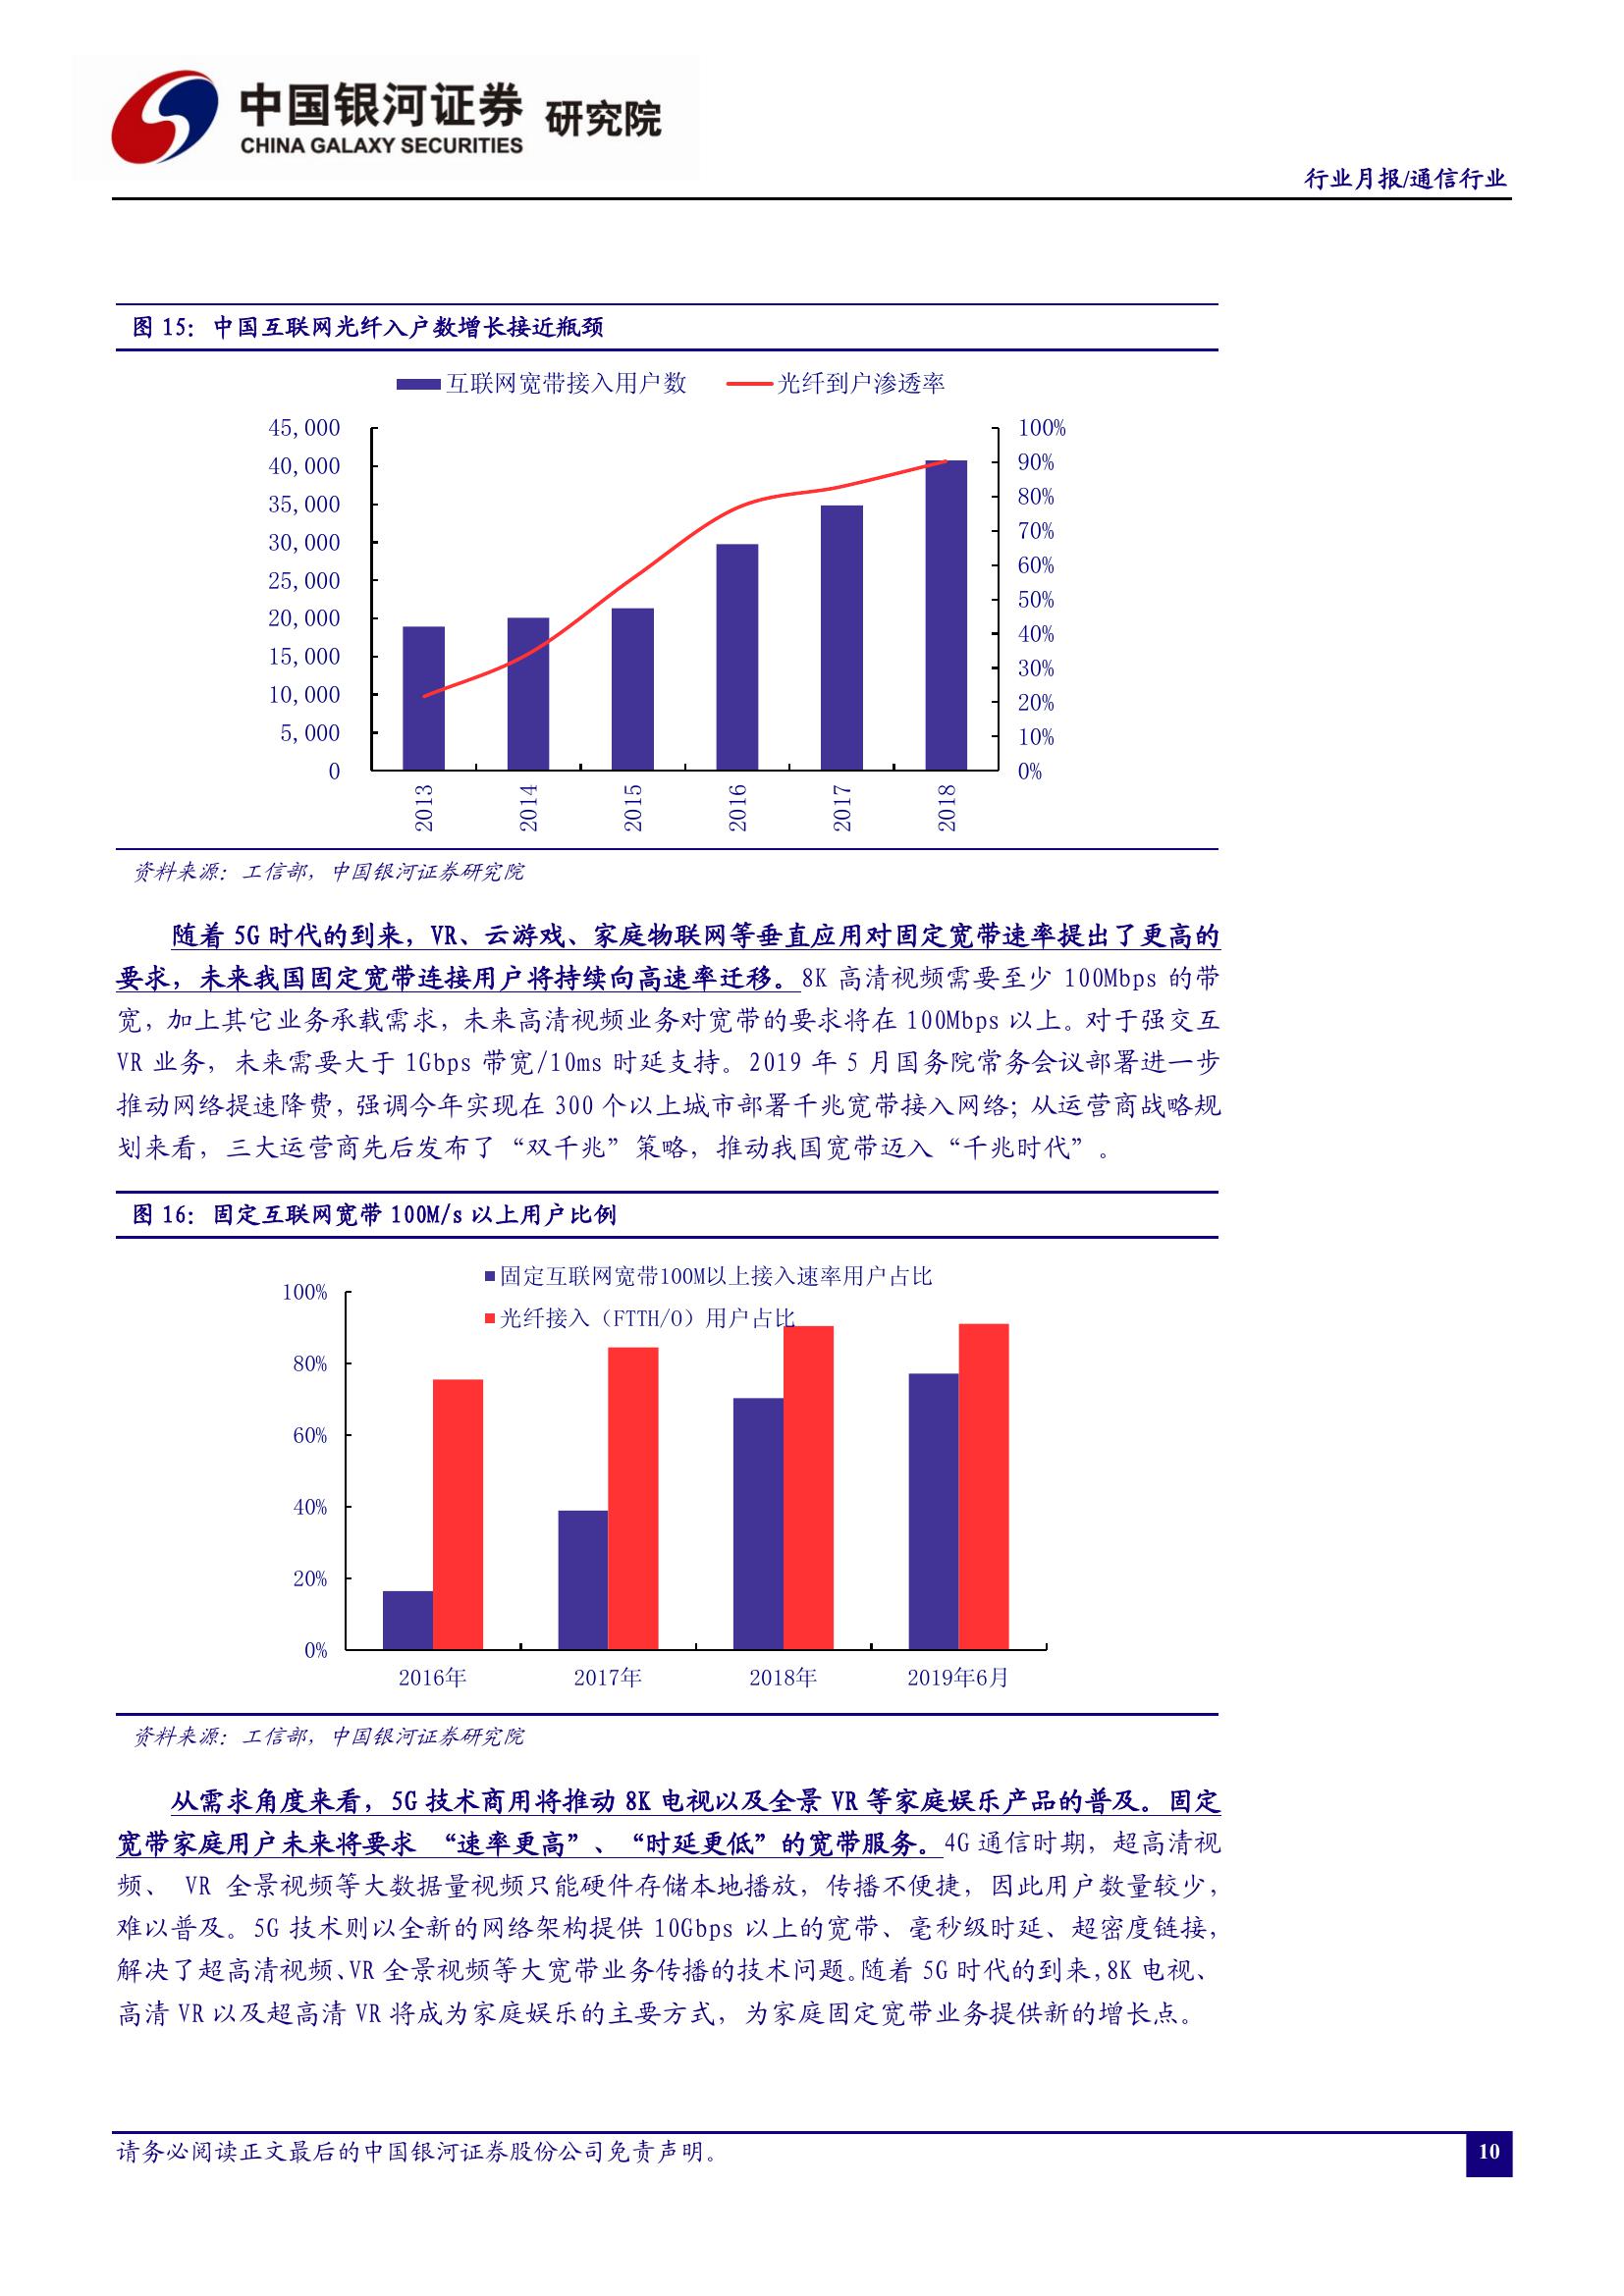 中国银河证券 研究院
CHINA GALAXY SECURITIES
行业月报/通信行业
图 15：中国互联网光纤入户数增长接近瓶颈
互联网宽带接入用户数 光纤到户渗透率
45,000 100%
40,000 90%
35,000 80%
30,000 70%
25,000 60%
20,000 50%
15,000 40%
10,000 30%
5,000 20%
0 10%
0%
2013 2014 2015 2016 2017 2018
资料来源：工信部，中国银河证券研究院
随着 5G 时代的到来，VR、云游戏、家庭物联网等垂直应用对固定宽带速率提出了更高的
要求，未来我国固定宽带连接用户将持续向高速率迁移。8K 高清视频需要至少 100Mbps 的带
宽，加上其它业务承载需求，未来高清视频业务对宽带的要求将在 100Mbps 以上。对于强交互
VR 业务，未来需要大于 1Gbps 带宽/10ms 时延支持。2019 年 5 月国务院常务会议部署进一步
推动网络提速降费，强调今年实现在 300 个以上城市部署千兆宽带接入网络；从运营商战略规
划来看，三大运营商先后发布了“双千兆”策略，推动我国宽带迈入“千兆时代”。
图 16：固定互联网宽带 100M/s 以上用户比例
固定互联网宽带100M以上接入速率用户占比
光纤接入（FTTH/O）用户占比
100%
80%
60%
40%
20%
0%
2016年 2017年 2018年 2019年6月
资料来源：工信部，中国银河证券研究院
从需求角度来看，5G 技术商用将推动 8K 电视以及全景 VR 等家庭娱乐产品的普及。固定
宽带家庭用户未来将要求 “速率更高”、“时延更低”的宽带服务。4G 通信时期，超高清视
频、 VR 全景视频等大数据量视频只能硬件存储本地播放，传播不便捷，因此用户数量较少，
难以普及。5G 技术则以全新的网络架构提供 10Gbps 以上的宽带、毫秒级时延、超密度链接，
解决了超高清视频、VR 全景视频等大宽带业务传播的技术问题。随着 5G 时代的到来，8K 电视、
高清 VR 以及超高清 VR 将成为家庭娱乐的主要方式，为家庭固定宽带业务提供新的增长点。
请务必阅读正文最后的中国银河证券股份公司免责声明。
10